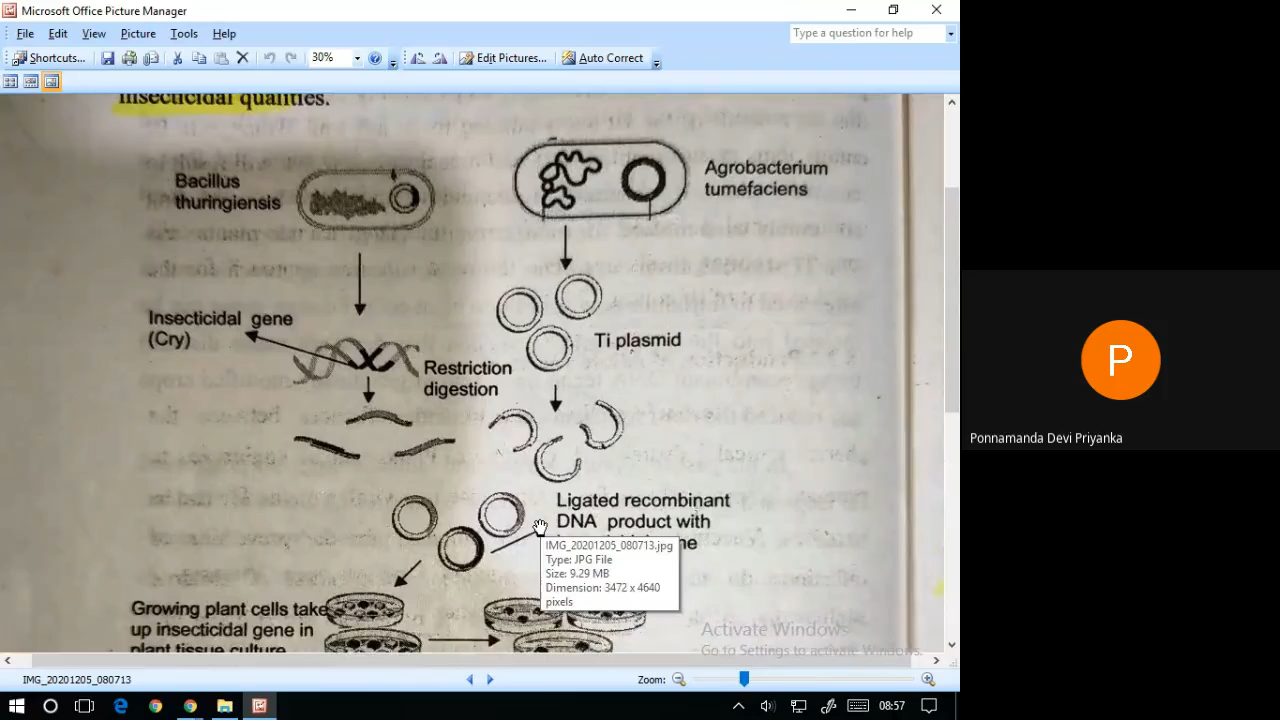 Microsoft Office Picture Manager
File Edit View Picture Tools Help
Type a question for help
Shortcuts...
30%
Edit Pictures...
Auto Correct
insecticidal qualities.
Bacillus
thuringiensis
Agrobacterium
tumefaciens
Insecticidal gene
(Cry)
Restriction
digestion
Ti plasmid
Ligated recombinant
DNA product with
IMG_20201205_080713.jpg
Type: JPG File
Size: 9.29 MB
Dimension: 3472 x 4640
pixels
Growing plant cells take
up insecticidal gene in
plant tissue culture
Activate Windows
Go to Settings to activate Windows.
IMG_20201205_080713
Zoom:
08:57
P
Ponnamanda Devi Priyanka